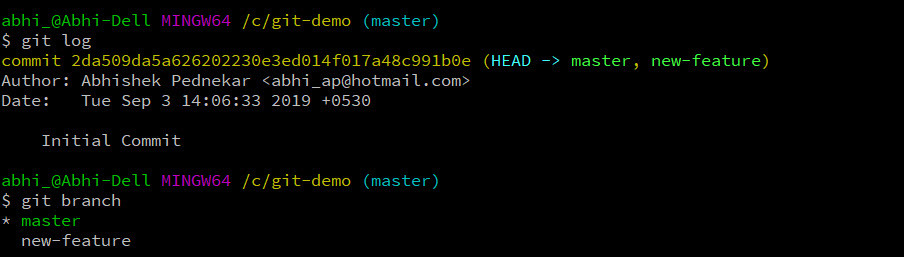 abhi_@Abhi-Dell MINGW64 /c/git-demo (master)
$ git log
commit 2da509da5a626202230e3ed014f017a48c991b0e (HEAD -> master, new-feature)
Author: Abhishek Pednekar <abhi_ap@hotmail.com>
Date:   Tue Sep 3 14:06:33 2019 +0530
    Initial Commit
abhi_@Abhi-Dell MINGW64 /c/git-demo (master)
$ git branch
* master
  new-feature